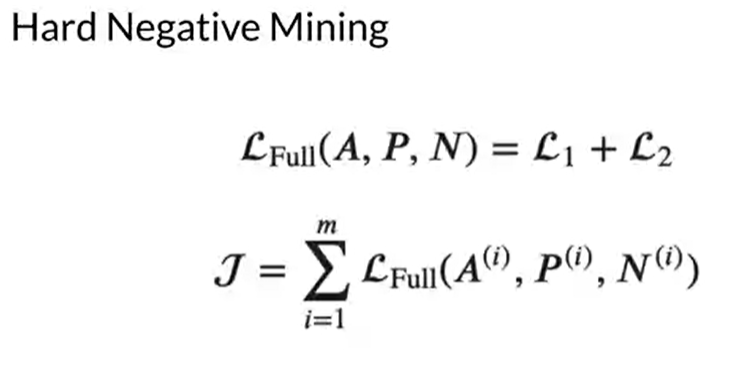 Hard Negative Mining
ℒFull(A, P, N) = ℒ1 + ℒ2
𝒥 = ∑_{i=1}^{m} ℒFull(A⁽ⁱ⁾, P⁽ⁱ⁾, N⁽ⁱ⁾)